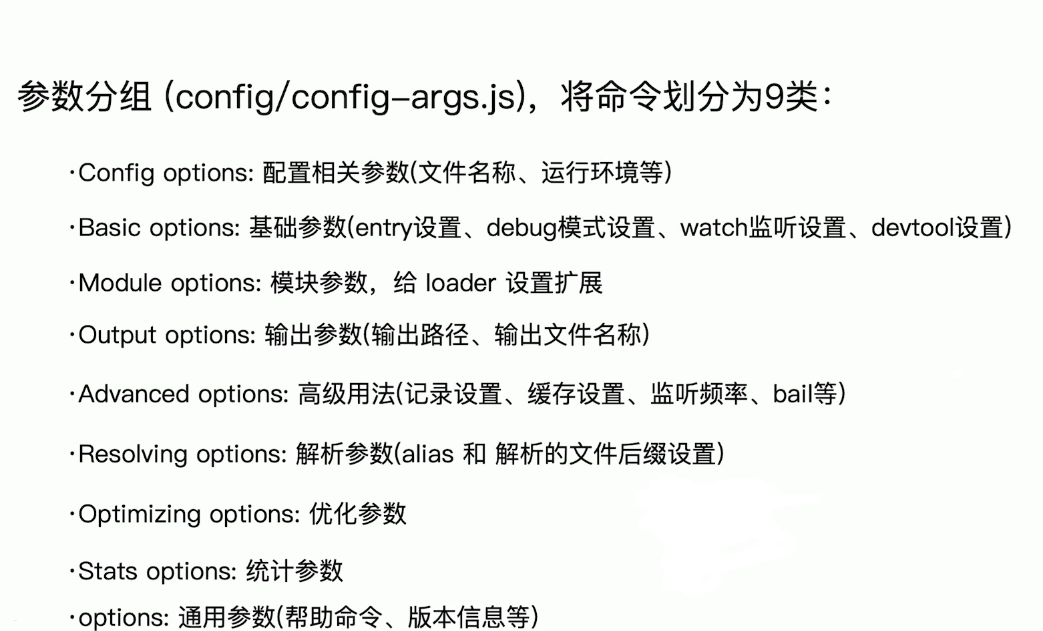 参数分组 (config/config-args.js)，将命令划分为9类：
·Config options: 配置相关参数(文件名称、运行环境等)
·Basic options: 基础参数(entry设置、debug模式设置、watch监听设置、devtool设置)
·Module options: 模块参数，给 loader 设置扩展
·Output options: 输出参数(输出路径、输出文件名称)
·Advanced options: 高级用法(记录设置、缓存设置、监听频率、bail等)
·Resolving options: 解析参数(alias 和 解析的文件后缀设置)
·Optimizing options: 优化参数
·Stats options: 统计参数
·options: 通用参数(帮助命令、版本信息等)